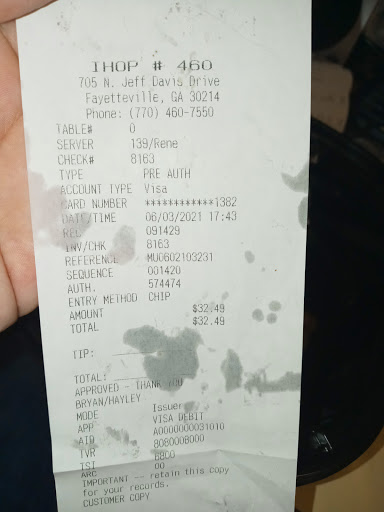 IHOP # 460
705 N. Jeff Davis Drive
Fayetteville, GA 30214
Phone: (770) 460-7550
TABLE# 0
SERVER 139/Rene
CHECK# 8163
TYPE PRE AUTH
ACCOUNT TYPE Visa
CARD NUMBER ************1382
DATE/TIME 06/03/2021 17:43
REC 091429
INV/CHK 8163
REFERENCE MU0602103231
SEQUENCE 001420
AUTH. 574474
ENTRY METHOD CHIP
AMOUNT $32.49
TOTAL $32.49
TIP:
TOTAL:
APPROVED - THANK YOU
BRYAN/HAYLEY
MODE Issuer
APP VISA DEBIT
AID A0000000031010
TVR 8080008000
TSI 6800
ARC 00
IMPORTANT -- retain this copy
for your records.
CUSTOMER COPY